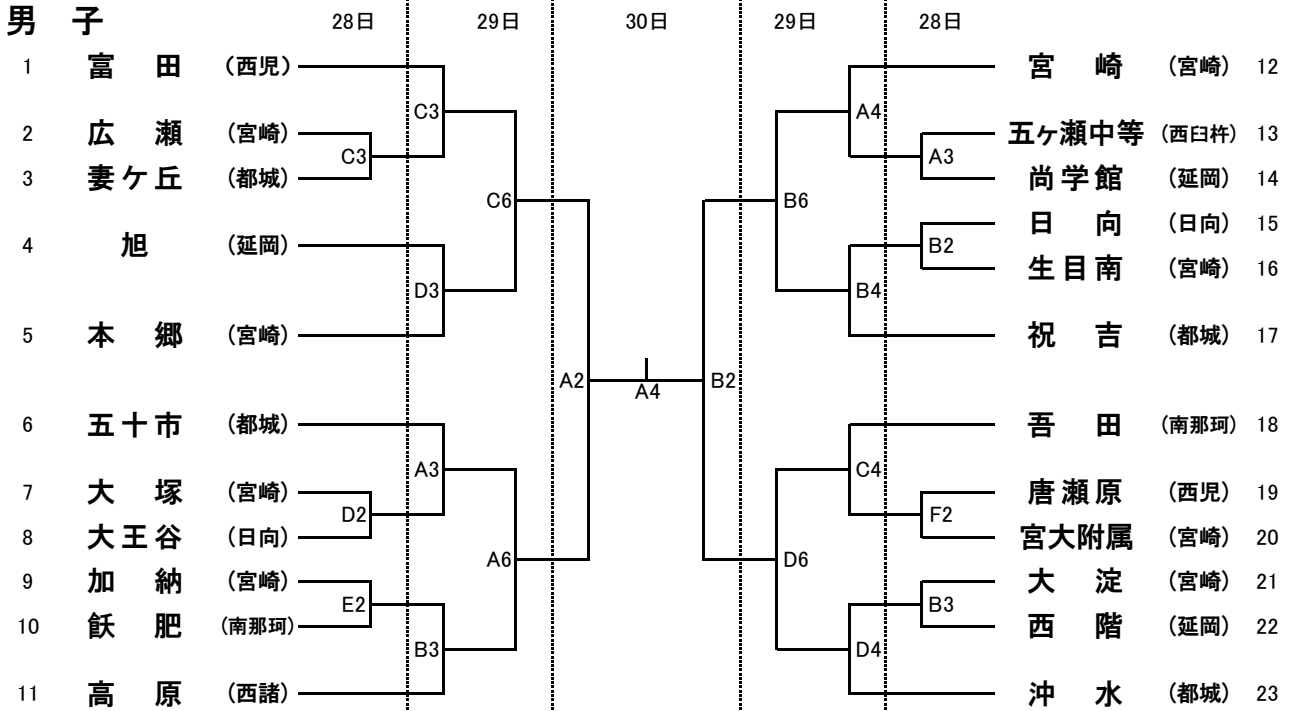 男 子
28日 29日 30日 29日 28日
1 富 田 (西児) 宮 崎 (宮崎) 12
C3 A4
2 広 瀬 (宮崎) 五ヶ瀬中等 (西臼杵) 13
C3 A3
3 妻ケ丘 (都城) 尚学館 (延岡) 14
C6 B6
日 向 (日向) 15
4 旭 (延岡) B2
生目南 (宮崎) 16
D3 B4
5 本 郷 (宮崎) 祝 吉 (都城) 17
A2 A4 B2
6 五十市 (都城) 吾 田 (南那珂) 18
A3 C4
7 大 塚 (宮崎) 唐瀬原 (西児) 19
D2 F2
8 大王谷 (日向) 宮大附属 (宮崎) 20
A6 D6
9 加 納 (宮崎) 大 淀 (宮崎) 21
E2 B3
10 飫 肥 (南那珂) 西 階 (延岡) 22
B3 D4
11 高 原 (西諸) 沖 水 (都城) 23